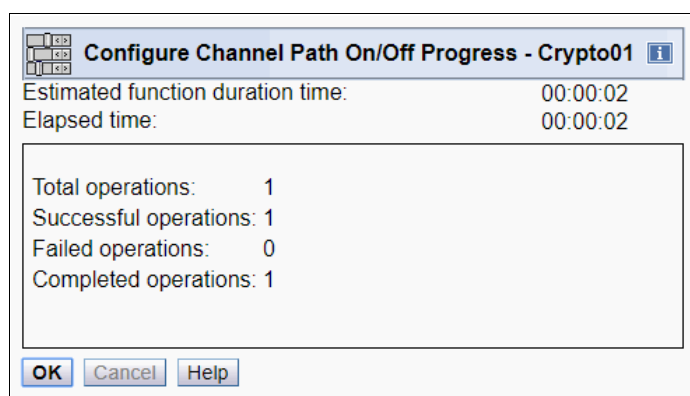 Configure Channel Path On/Off Progress - Crypto01 i
Estimated function duration time: 00:00:02
Elapsed time: 00:00:02
Total operations: 1
Successful operations: 1
Failed operations: 0
Completed operations: 1
OK Cancel Help